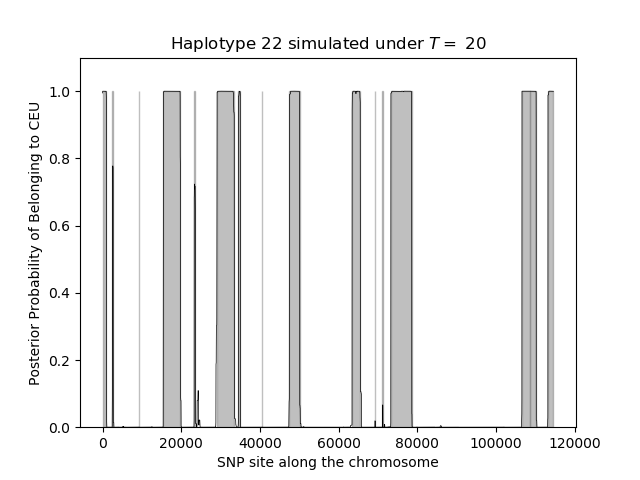 Haplotype 22 simulated under T = 20
Posterior Probability of Belonging to CEU
1.0
0.8
0.6
0.4
0.2
0.0
0 20000 40000 60000 80000 100000 120000
SNP site along the chromosome